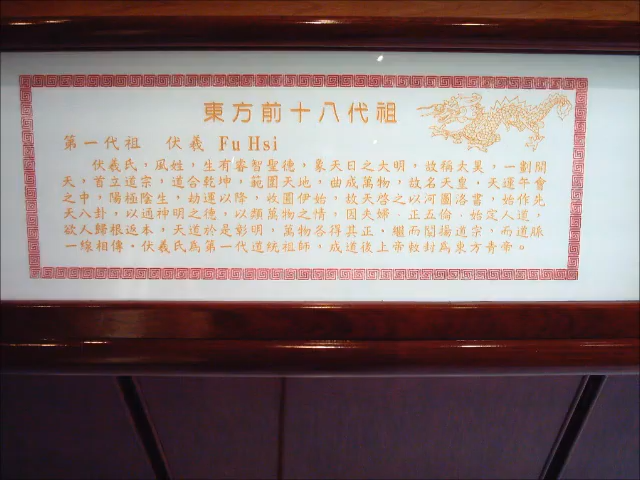 東方前十八代祖
第一代祖 伏羲 Fu Hsi
伏羲氏，風姓，生有睿智聖德，象天日之大明，故稱太昊，一劃開
天，首立道宗，道合乾坤，範圍天地，曲成萬物，故名天皇，天運午會
之中，陽極陰生，劫運以降，收圓伊始，故天啓之以河圖洛書，始作先
天八卦，以通神明之德，以類萬物之情，因夫婦，正五倫，始定人道，
欲人歸根返本，天道於是彰明，萬物各得其正，繼而闡揚道宗，而道脈
一線相傳，伏羲氏為第一代道統祖師，成道後上帝敕封為東方青帝。